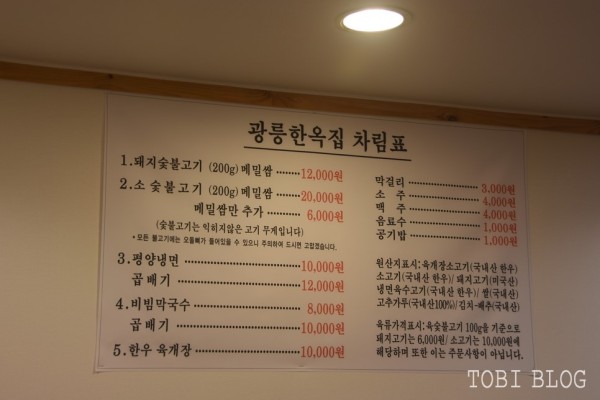 광릉한옥집 차림표
1.돼지숯불고기 (200g) 메밀쌈 ······ 12,000원
2.소 숯불고기 (200g) 메밀쌈 ······ 20,000원
메밀쌈만 추가 ······ 6,000원
(숯불고기는 익히지않은 고기 무게입니다)
* 모든 불고기에는 오돌뼈가 들어있을 수 있으니 주의하여 드시면 고맙겠습니다.
3.평양냉면 ······ 10,000원
곱배기 ······ 12,000원
4.비빔막국수 ······ 8,000원
곱배기 ······ 10,000원
5.한우 육개장 ······ 10,000원
막걸리 ······ 3,000원
소 주 ······ 4,000원
맥 주 ······ 4,000원
음료수 ······ 1,000원
공기밥 ······ 1,000원
원산지표시:육개장소고기(국내산 한우)
소고기(국내산 한우)/ 돼지고기(미국산)
냉면육수고기(국내산 한우)/ 쌀(국내산)
고추가루(국내산100%)/ 김치-배추(국내산)
육류가격표시:육숯불고기 100g을 기준으로
돼지고기는 6,000원/ 소고기는 10,000원에
해당하며 또한 이는 주문사항이 아닙니다.
TOBI BLOG